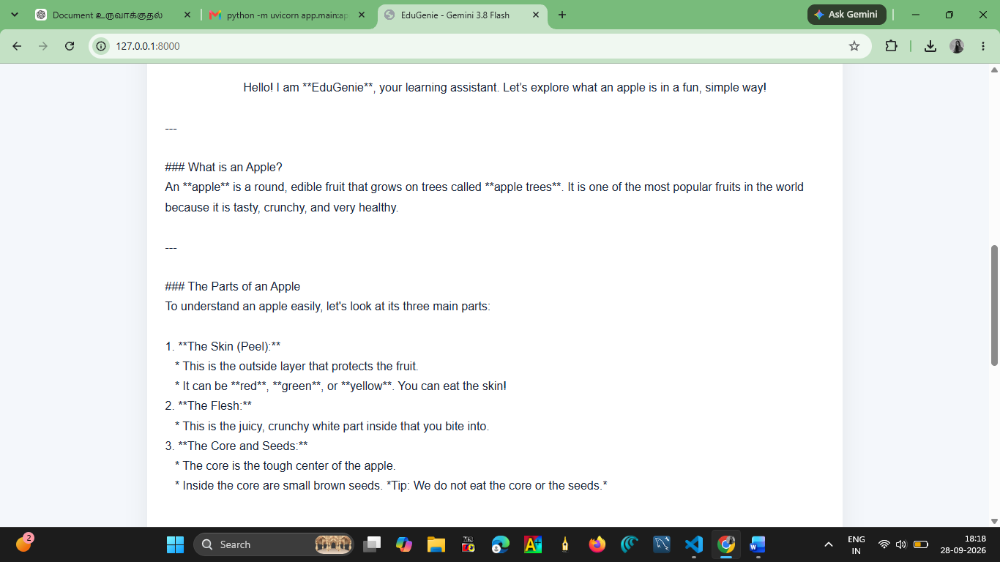 Document உருவாக்குதல்
python -m uvicorn app.main:ap
EduGenie - Gemini 3.8 Flash
Ask Gemini
127.0.0.1:8000
Hello! I am **EduGenie**, your learning assistant. Let’s explore what an apple is in a fun, simple way!
---
### What is an Apple?
An **apple** is a round, edible fruit that grows on trees called **apple trees**. It is one of the most popular fruits in the world
because it is tasty, crunchy, and very healthy.
---
### The Parts of an Apple
To understand an apple easily, let's look at its three main parts:
1. **The Skin (Peel):**
* This is the outside layer that protects the fruit.
* It can be **red**, **green**, or **yellow**. You can eat the skin!
2. **The Flesh:**
* This is the juicy, crunchy white part inside that you bite into.
3. **The Core and Seeds:**
* The core is the tough center of the apple.
* Inside the core are small brown seeds. *Tip: We do not eat the core or the seeds.*
2
Search
ENG
IN
18:18
28-09-2026